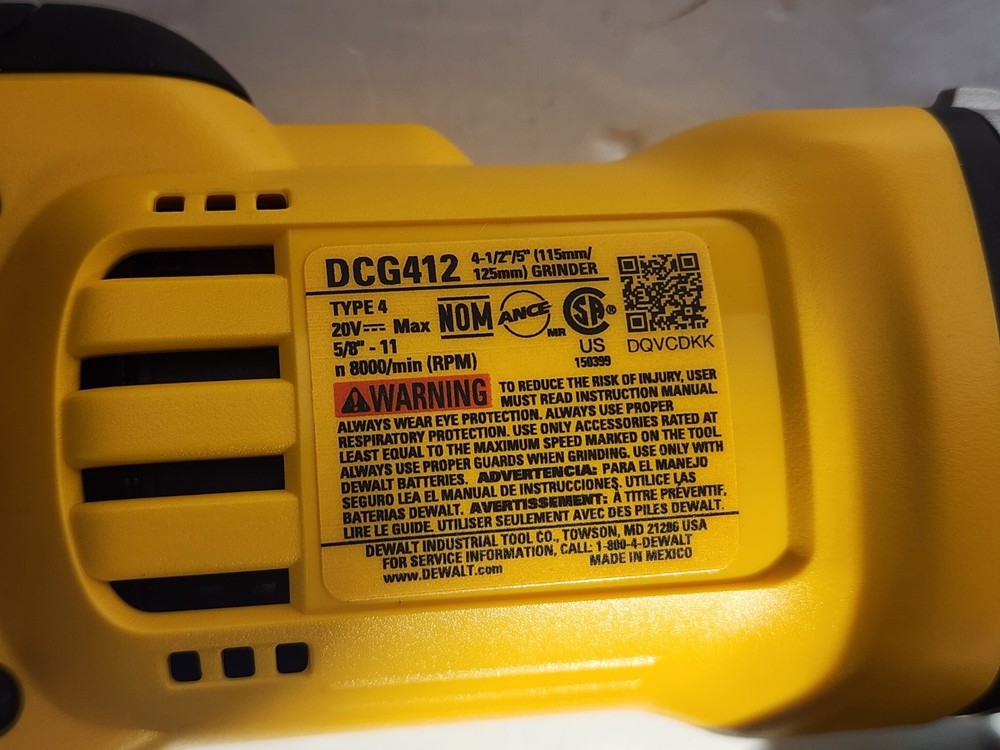 DCG412 4-1/2"/5" (115mm/
125mm) GRINDER
TYPE 4
20V Max
5/8" - 11
n 8000/min (RPM)
NOM
ANCE
MR
SA®
US
150399
DQVCDKK
WARNING TO REDUCE THE RISK OF INJURY, USER
MUST READ INSTRUCTION MANUAL
ALWAYS WEAR EYE PROTECTION. ALWAYS USE PROPER
RESPIRATORY PROTECTION. USE ONLY ACCESSORIES RATED AT
LEAST EQUAL TO THE MAXIMUM SPEED MARKED ON THE TOOL
ALWAYS USE PROPER GUARDS WHEN GRINDING. USE ONLY WITH
DEWALT BATTERIES. ADVERTENCIA: PARA EL MANEJO
SEGURO LEA EL MANUAL DE INSTRUCCIONES. UTILICE LAS
BATERIAS DEWALT. AVERTISSEMENT: À TITRE PRÉVENTIF,
LIRE LE GUIDE. UTILISER SEULEMENT AVEC DES PILES DEWALT.
DEWALT INDUSTRIAL TOOL CO., TOWSON, MD 21286 USA
FOR SERVICE INFORMATION, CALL: 1-800-4-DEWALT
www.DEWALT.com MADE IN MEXICO